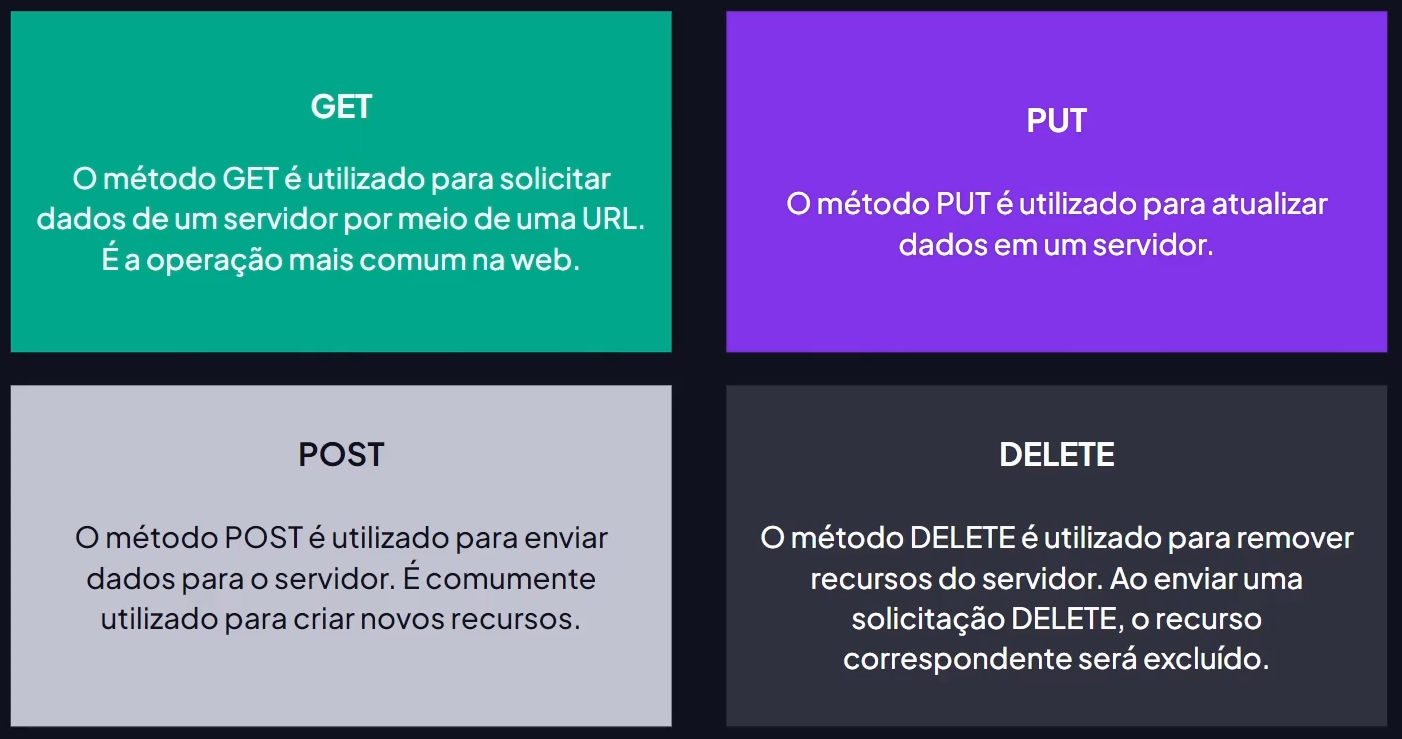 GET
O método GET é utilizado para solicitar
dados de um servidor por meio de uma URL.
É a operação mais comum na web.
PUT
O método PUT é utilizado para atualizar
dados em um servidor.
POST
O método POST é utilizado para enviar
dados para o servidor. É comumente
utilizado para criar novos recursos.
DELETE
O método DELETE é utilizado para remover
recursos do servidor. Ao enviar uma
solicitação DELETE, o recurso
correspondente será excluído.